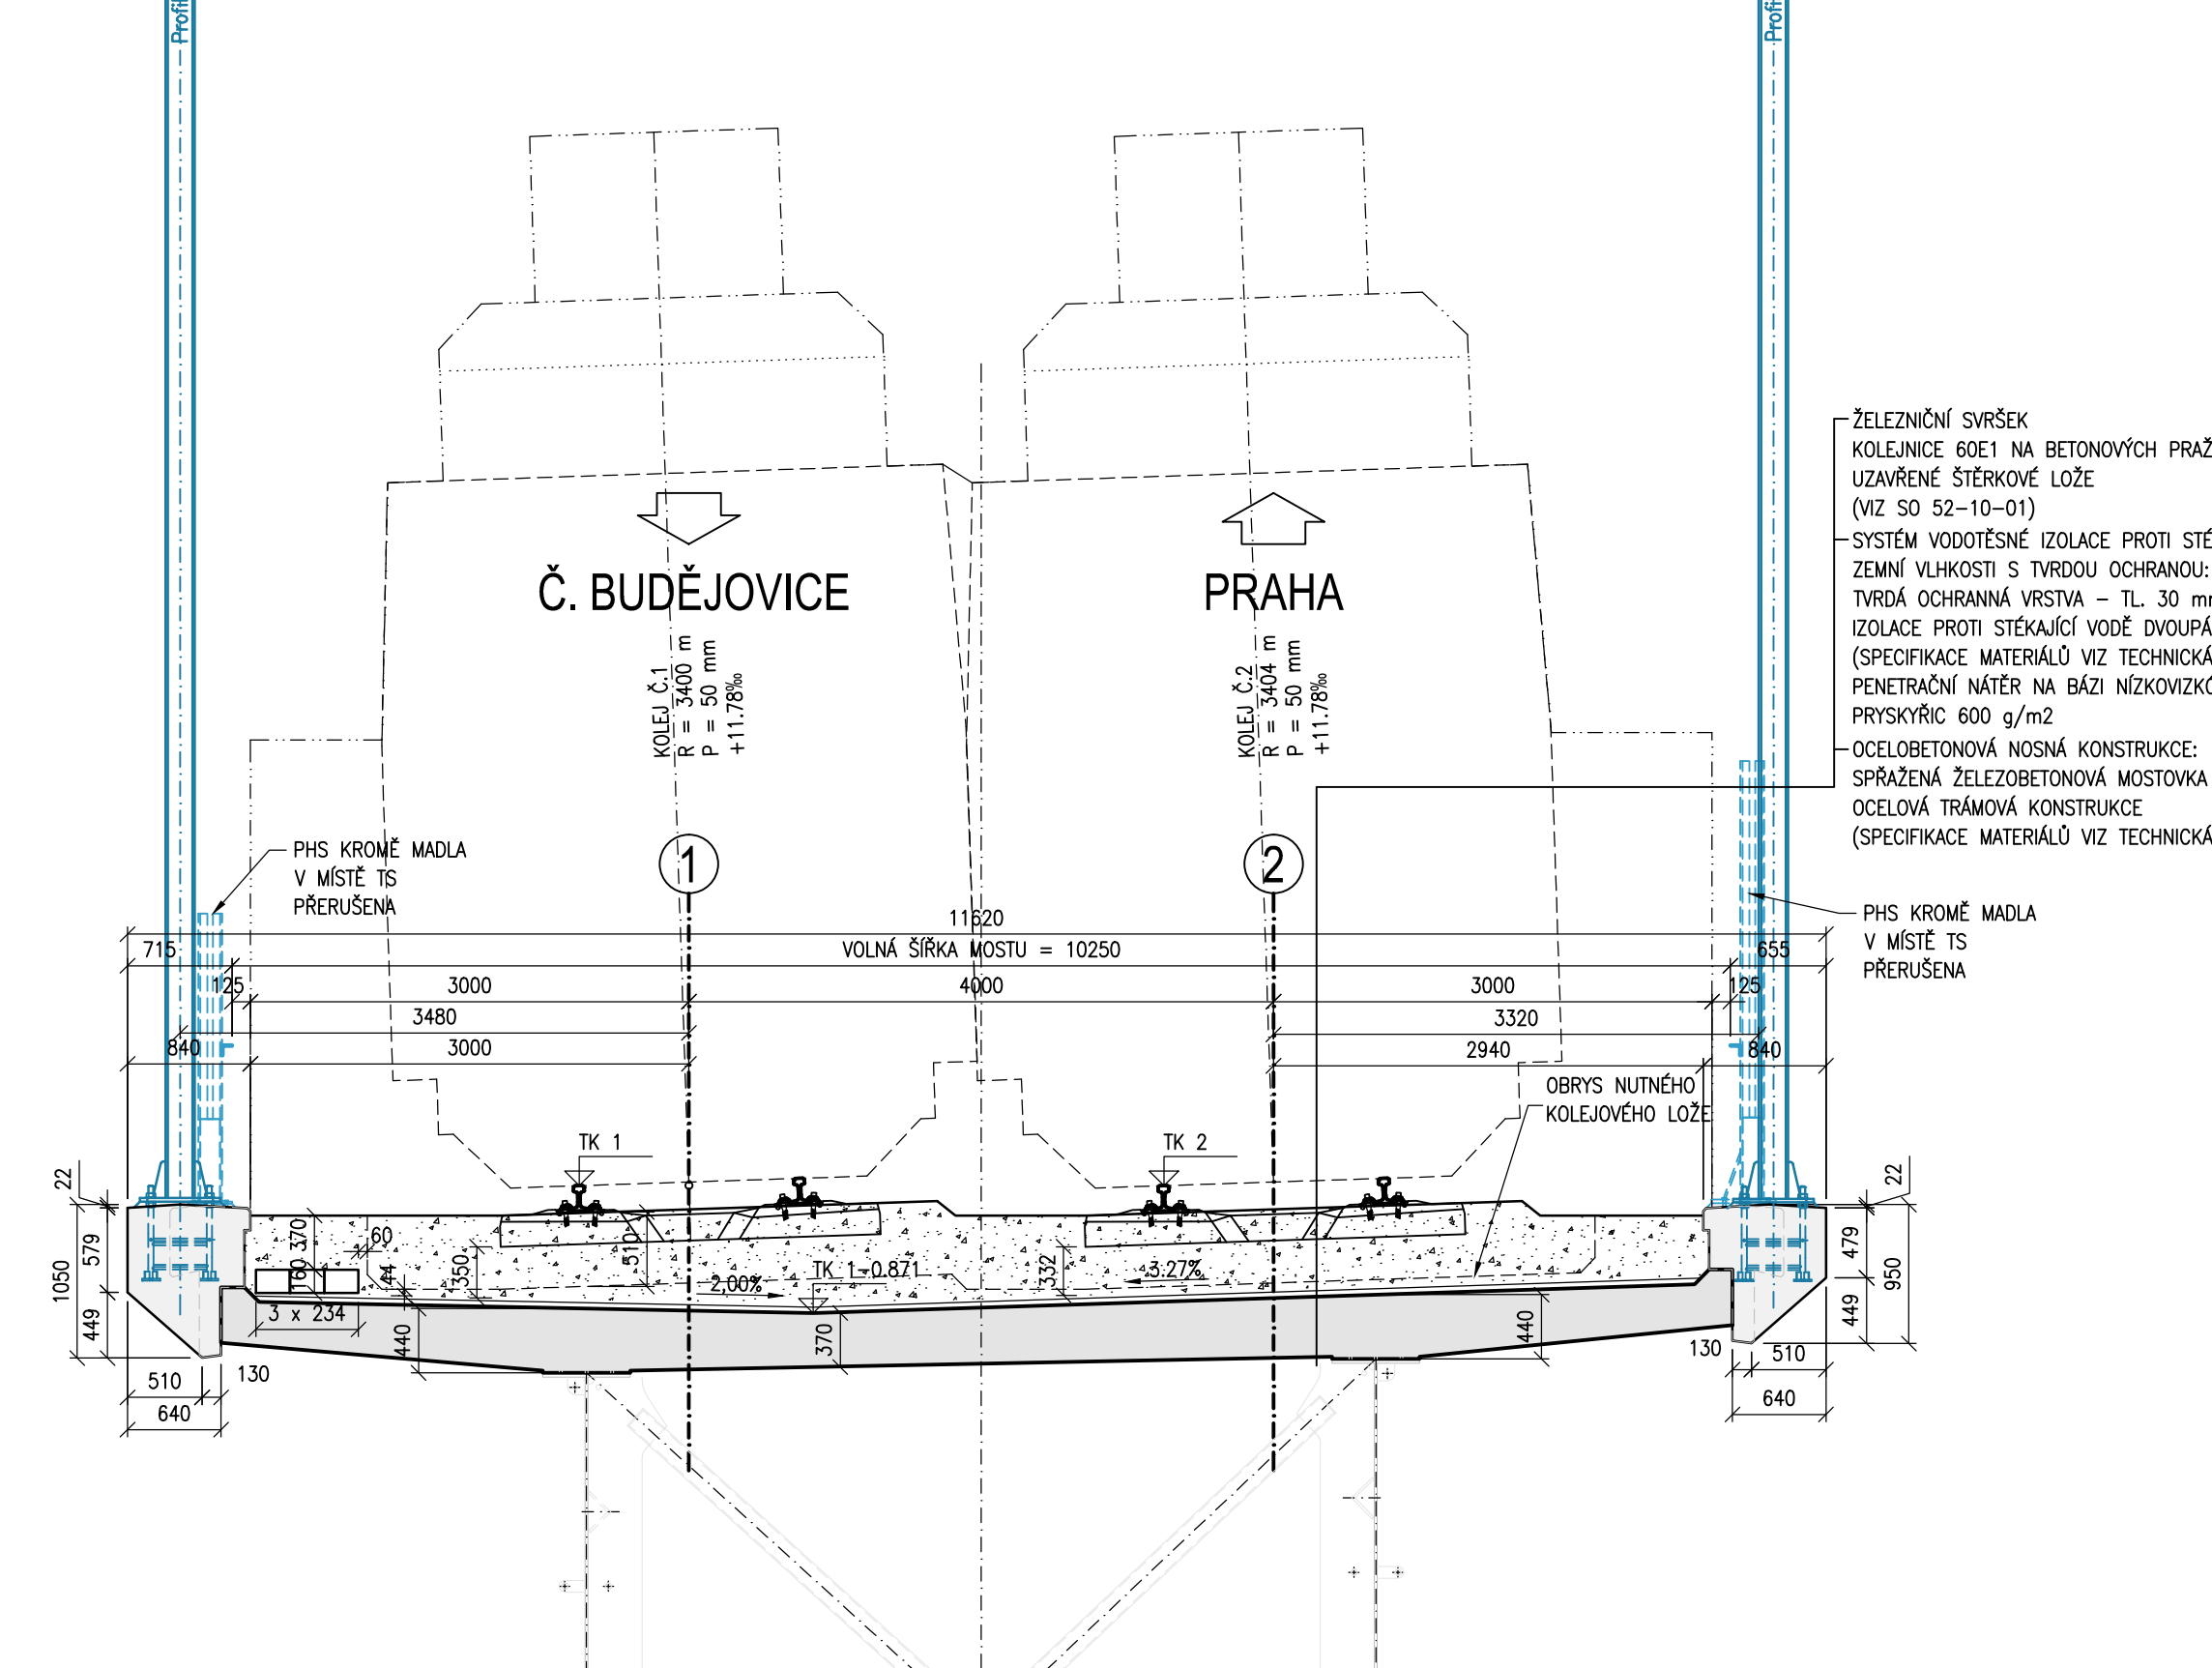 Profi
Profi
ŽELEZNIČNÍ SVRŠEK
KOLEJNICE 60E1 NA BETONOVÝCH PRAŽ
UZAVŘENÉ ŠTĚRKOVÉ LOŽE
(VIZ SO 52-10-01)
SYSTÉM VODOTĚSNÉ IZOLACE PROTI STÉ
ZEMNÍ VLHKOSTI S TVRDOU OCHRANOU:
TVRDÁ OCHRANNÁ VRSTVA – TL. 30 mm
IZOLACE PROTI STÉKAJÍCÍ VODĚ DVOUPÁ
(SPECIFIKACE MATERIÁLŮ VIZ TECHNICKÁ
PENETRAČNÍ NÁTĚR NA BÁZI NÍZKOVIZKÓ
PRYSKYŘIC 600 g/m2
OCELOBETONOVÁ NOSNÁ KONSTRUKCE:
SPŘAŽENÁ ŽELEZOBETONOVÁ MOSTOVKA
OCELOVÁ TRÁMOVÁ KONSTRUKCE
(SPECIFIKACE MATERIÁLŮ VIZ TECHNICKÁ
Č. BUDĚJOVICE
PRAHA
KOLEJ Č.1
R = 3400 m
P = 50 mm
+11.78‰
KOLEJ Č.2
R = 3404 m
P = 50 mm
+11.78‰
PHS KROMĚ MADLA
V MÍSTĚ TS
PŘERUŠENA
1
2
PHS KROMĚ MADLA
V MÍSTĚ TS
PŘERUŠENA
11620
715
VOLNÁ ŠÍŘKA MOSTU = 10250
655
125
3000
4000
3000
125
3480
3320
840
3000
2940
840
OBRYS NUTNÉHO
KOLEJOVÉHO LOŽE
TK 1
TK 2
22
22
579
1050
449
370
160
60
44
350
510
2,00%
TK 1-0.871
332
3.27%
479
950
449
3 x 234
440
370
440
510
130
640
130
510
640